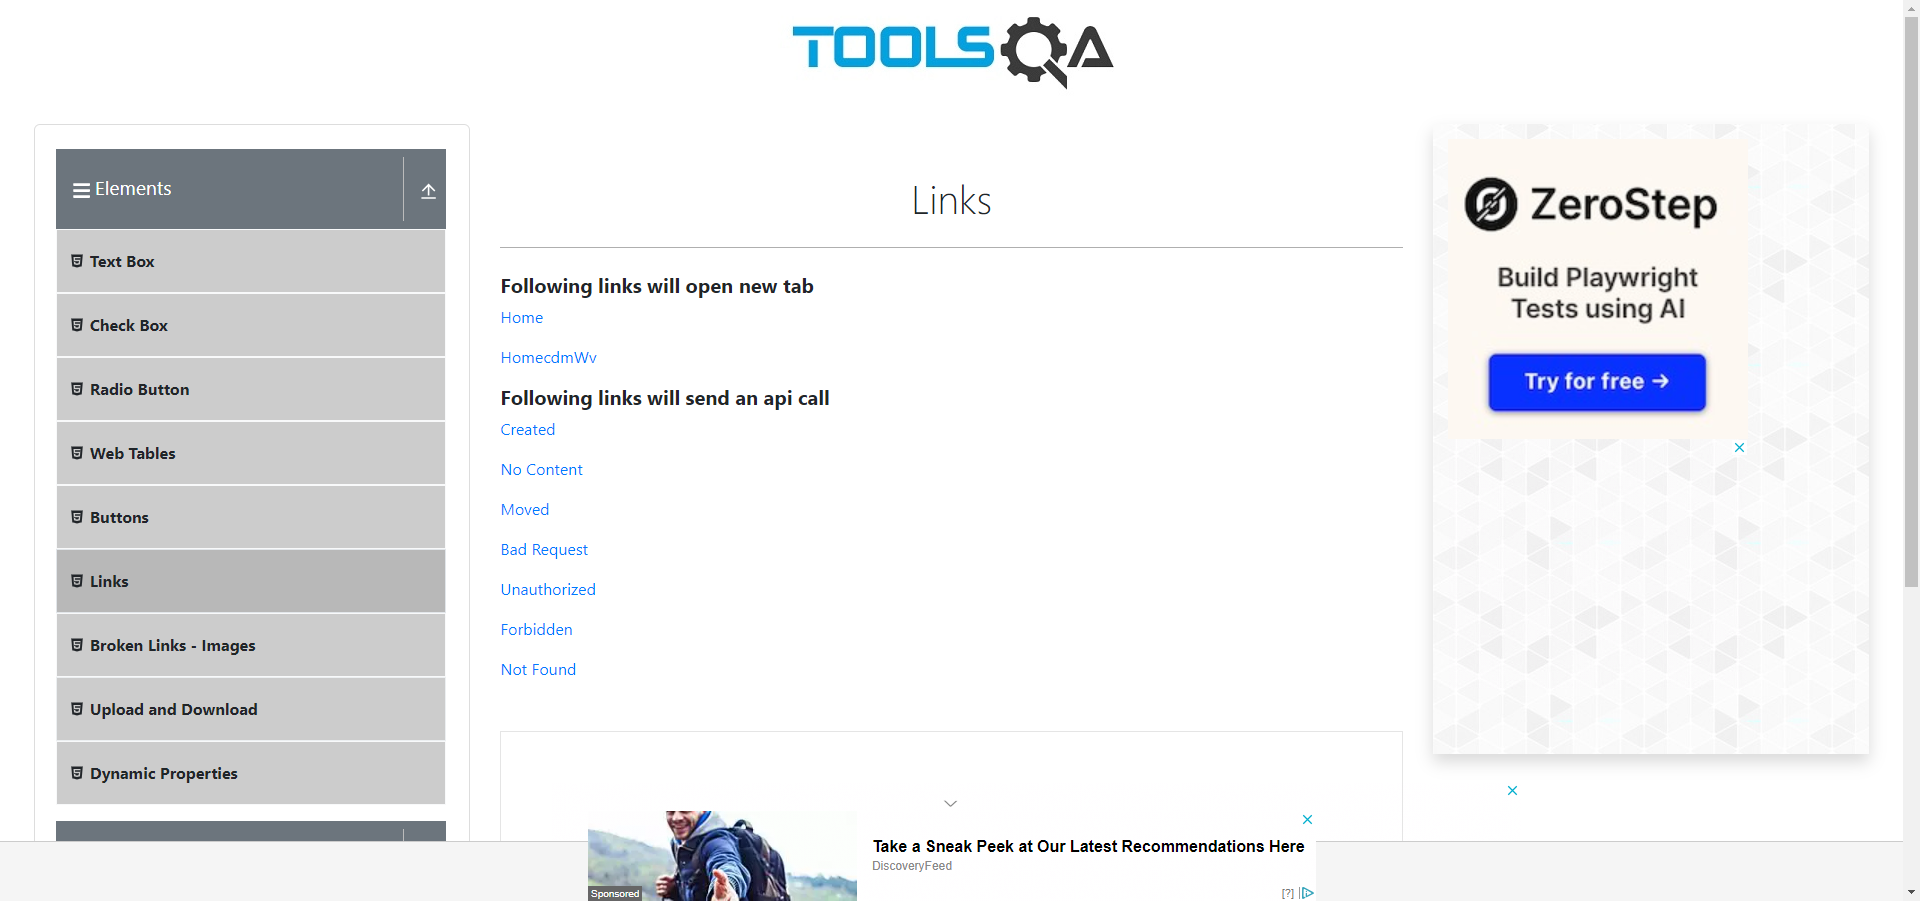 TOOLSQA
Elements
Text Box
Check Box
Radio Button
Web Tables
Buttons
Links
Broken Links - Images
Upload and Download
Dynamic Properties
Links
Following links will open new tab
Home
HomecdmWv
Following links will send an api call
Created
No Content
Moved
Bad Request
Unauthorized
Forbidden
Not Found
ZeroStep
Build Playwright
Tests using AI
Try for free →
Take a Sneak Peek at Our Latest Recommendations Here
DiscoveryFeed
Sponsored
[?]